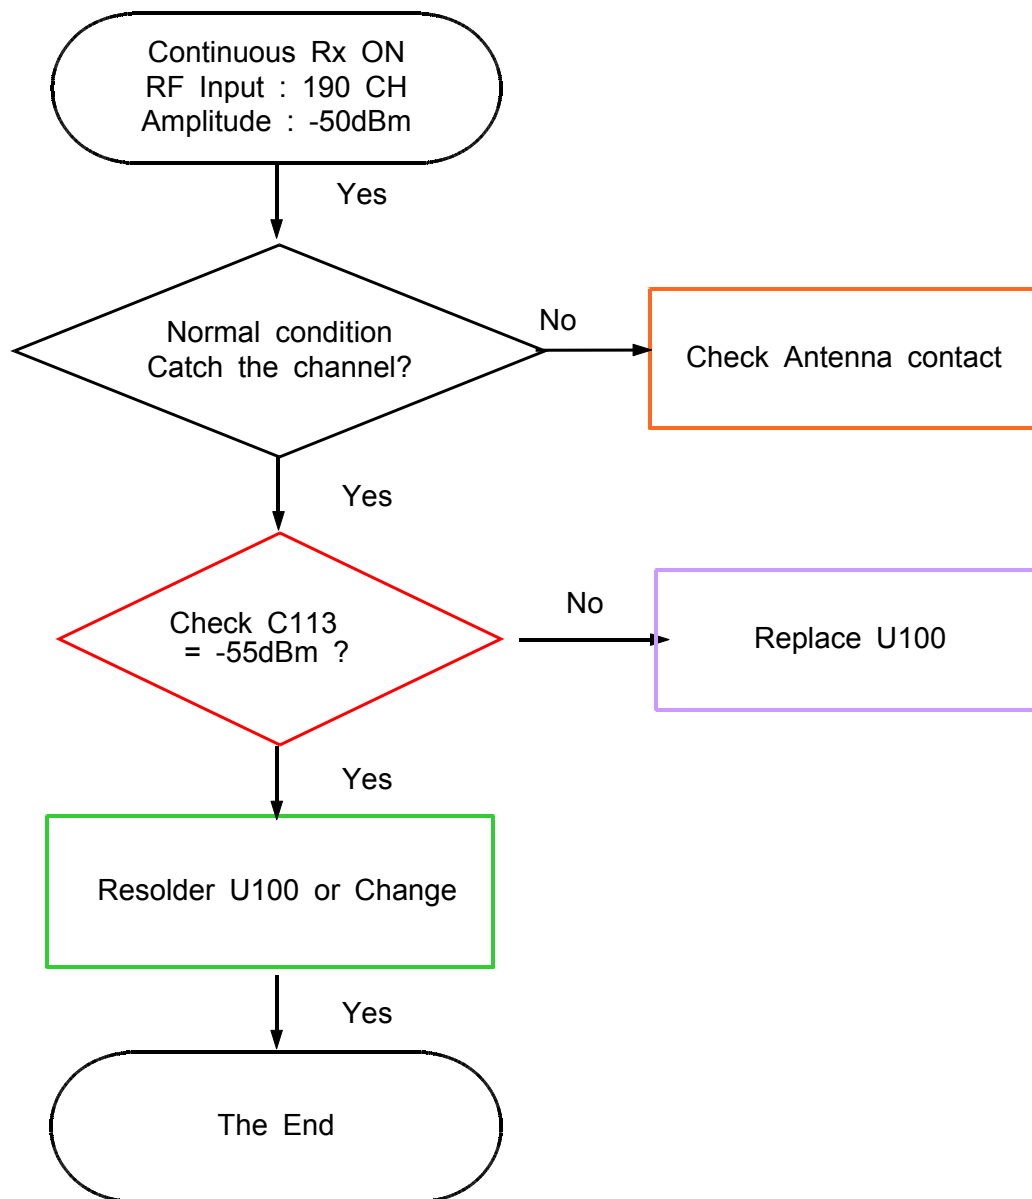 Continuous Rx ON
RF Input : 190 CH
Amplitude : -50dBm
Yes
Normal condition
Catch the channel?
No
Check Antenna contact
Yes
Check C113
= -55dBm ?
No
Replace U100
Yes
Resolder U100 or Change
Yes
The End